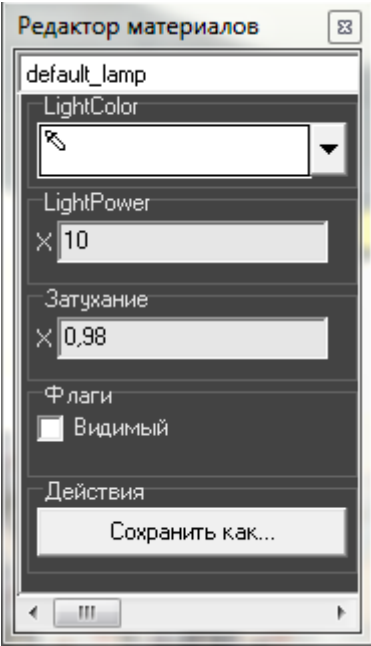 Редактор материалов
default_lamp
LightColor
LightPower
X 10
Затухание
X 0,98
Флаги
Видимый
Действия
Сохранить как...